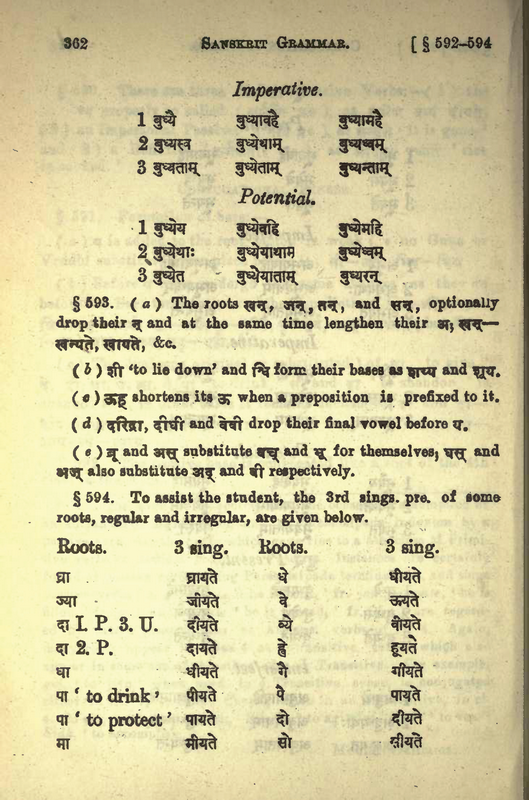 362 SANSKRIT GRAMMAR. [ § 592-594
Imperative.
1 बुध्यै बुध्यावहै बुध्यामहै
2 बुध्यस्व बुध्येथाम् बुध्यध्वम्
3 बुध्यताम् बुध्येताम् बुध्यन्ताम्
Potential.
1 बुध्येय बुध्येवहि बुध्येमहि
2 बुध्येथाः बुध्येयाथाम बुध्येध्वम्
3 बुध्येत बुध्येयाताम् बुध्येरन्
§ 593. ( a ) The roots खन्, जन्, तन्, and सन्, optionally
drop their न् and at the same time lengthen their अ; खन्—
खन्यते, खायते, &c.
( b ) शी 'to lie down' and श्वि form their bases as शय्य and शूय.
( c ) ऊह् shortens its ऊ when a preposition is prefixed to it.
( d ) दरिद्रा, दीधी and वेवी drop their final vowel before य.
( e ) ब्रू and अस् substitute वच् and भू for themselves; घस् and
अज् also substitute अद् and वी respectively.
§ 594. To assist the student, the 3rd sings. pre. of some
roots, regular and irregular, are given below.
Roots. 3 sing. Roots. 3 sing.
घ्रा घ्रायते धे धीयते
ज्या जीयते वे ऊयते
दा 1. P. 3. U. दीयते व्ये वीयते
दा 2. P. दायते ह्वे हूयते
धा धीयते गै गीयते
पा ' to drink ' पीयते पै पायते
पा ' to protect ' पायते दो दीयते
मा मीयते सो सीयते